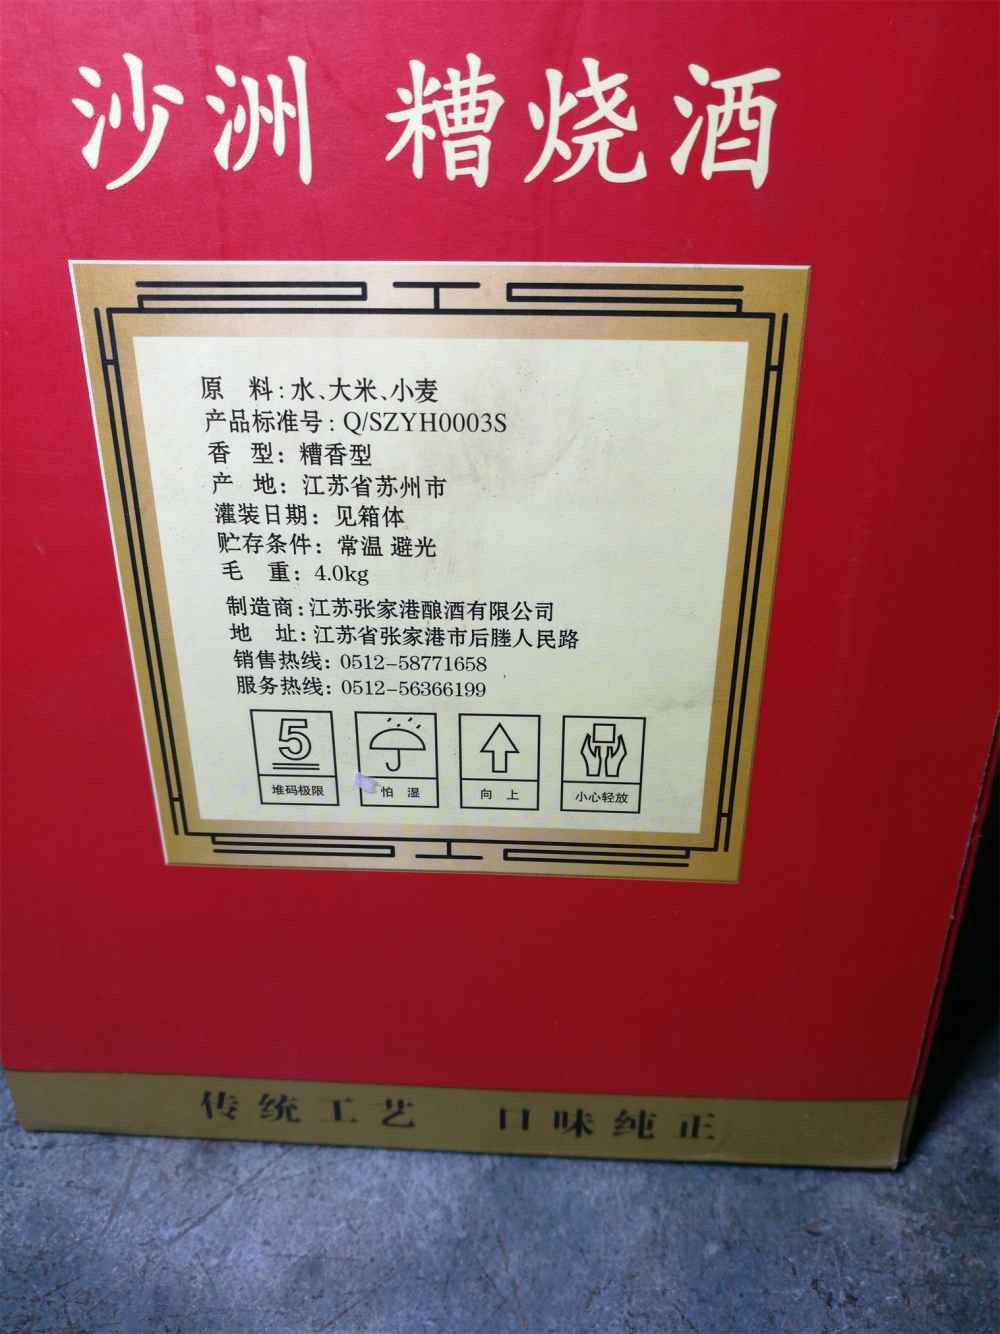 沙洲 糟烧酒
原 料:水、大米、小麦
产品标准号:Q/SZYH0003S
香 型:糟香型
产 地:江苏省苏州市
灌装日期:见箱体
贮存条件:常温 避光
毛 重:4.0kg
制造商:江苏张家港酿酒有限公司
地 址:江苏省张家港市后塍人民路
销售热线:0512-58771658
服务热线:0512-56366199
5
堆码极限 怕 湿 向 上 小心轻放
传统工艺 口味纯正